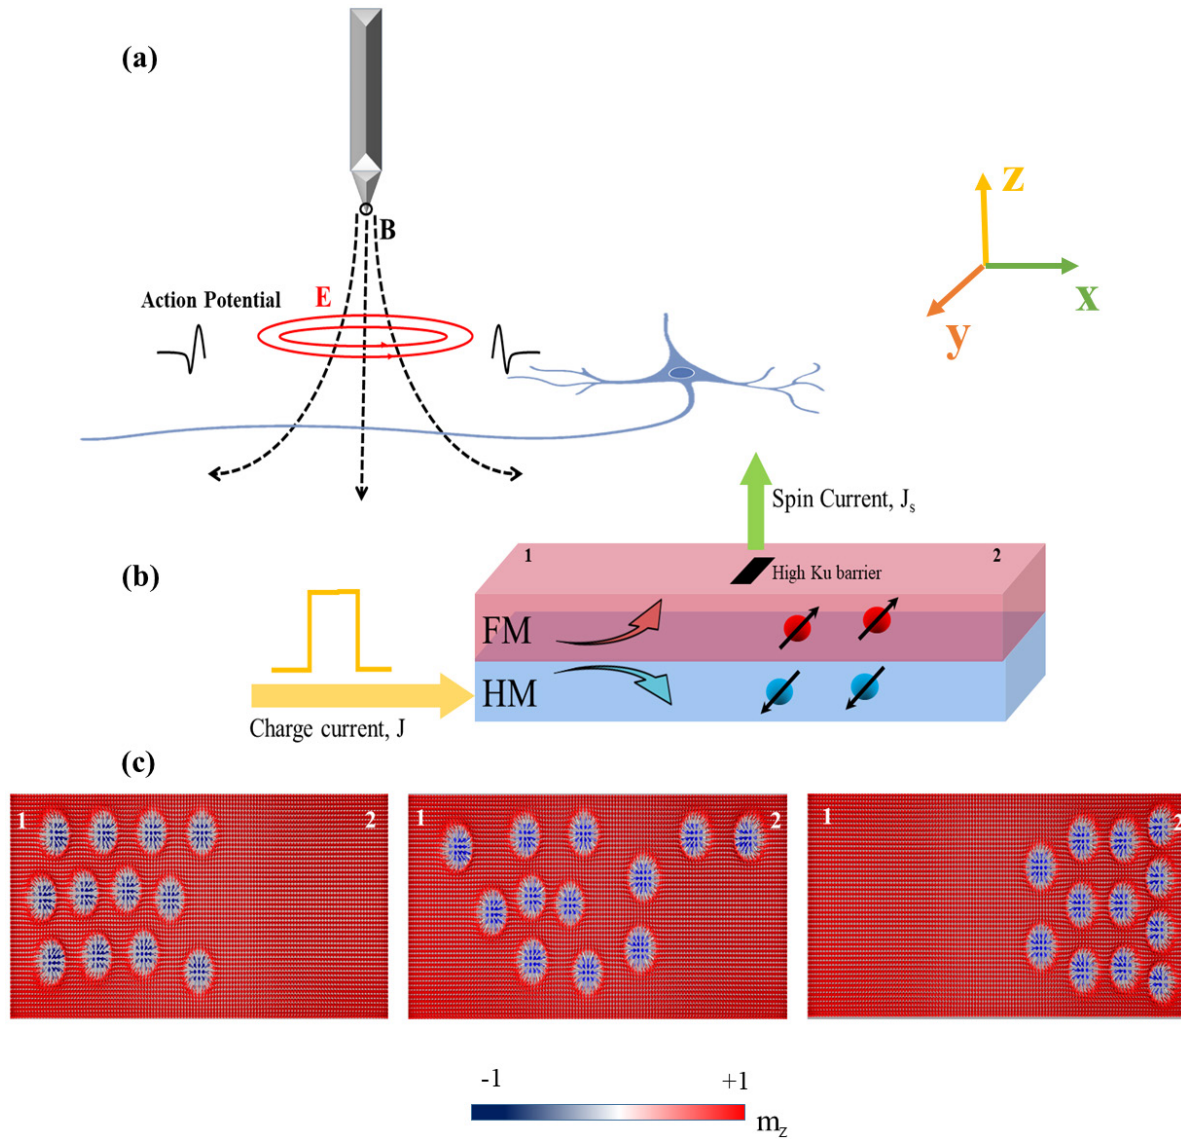 (a)
B
Action Potential
E
z
x
y
Spin Current, Jₛ
(b)
1
2
High Ku barrier
FM
HM
Charge current, J
(c)
1
2
1
2
1
2
-1
+1
m_z